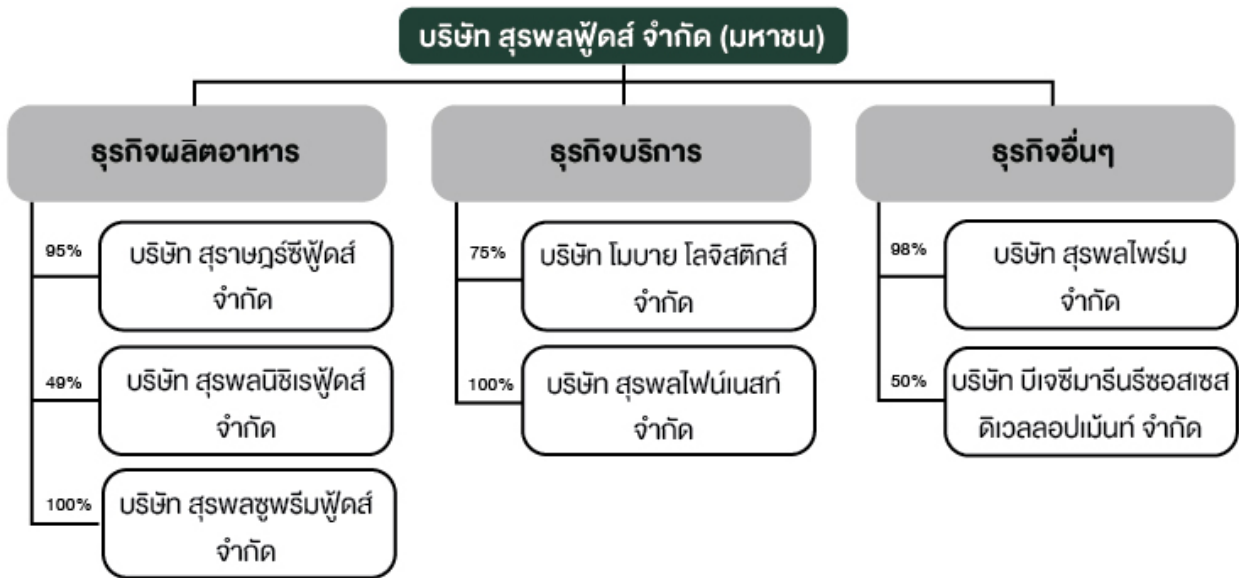 บริษัท สุรพลฟู้ดส์ จำกัด (มหาชน)
ธุรกิจผลิตอาหาร
95%
บริษัท สุราษฎร์ซีฟู้ดส์
จำกัด
49%
บริษัท สุรพลนิชิเรฟู้ดส์
จำกัด
100%
บริษัท สุรพลซูพรีมฟู้ดส์
จำกัด
ธุรกิจบริการ
75%
บริษัท โมบาย โลจิสติกส์
จำกัด
100%
บริษัท สุรพลไฟน์เนสท์
จำกัด
ธุรกิจอื่นๆ
98%
บริษัท สุรพลไพร์ม
จำกัด
50%
บริษัท บีเจซีมารีนรีซอสเซส
ดิเวลลอปเม้นท์ จำกัด